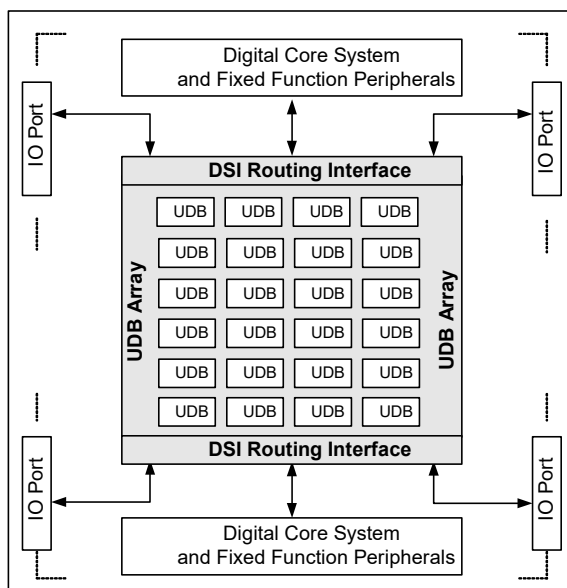 Digital Core System
and Fixed Function Peripherals
IO Port
IO Port
DSI Routing Interface
UDB Array
UDB UDB UDB UDB
UDB UDB UDB UDB
UDB UDB UDB UDB
UDB UDB UDB UDB
UDB UDB UDB UDB
UDB UDB UDB UDB
UDB Array
DSI Routing Interface
IO Port
IO Port
Digital Core System
and Fixed Function Peripherals